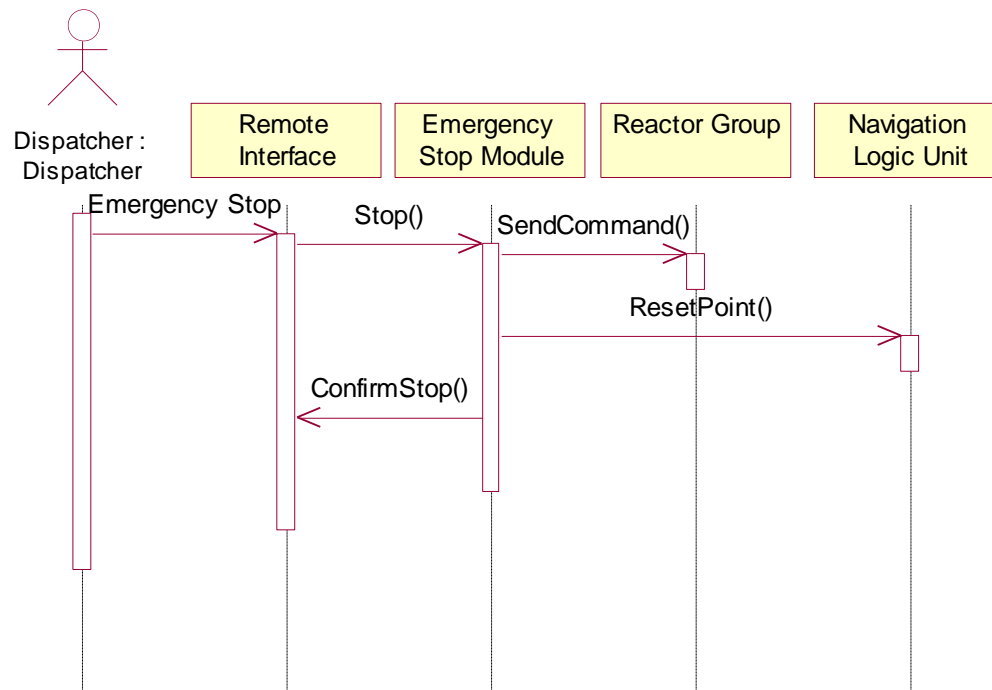 Dispatcher :
Dispatcher
Remote
Interface
Emergency
Stop Module
Reactor Group
Navigation
Logic Unit
Emergency Stop
Stop()
SendCommand()
ResetPoint()
ConfirmStop()